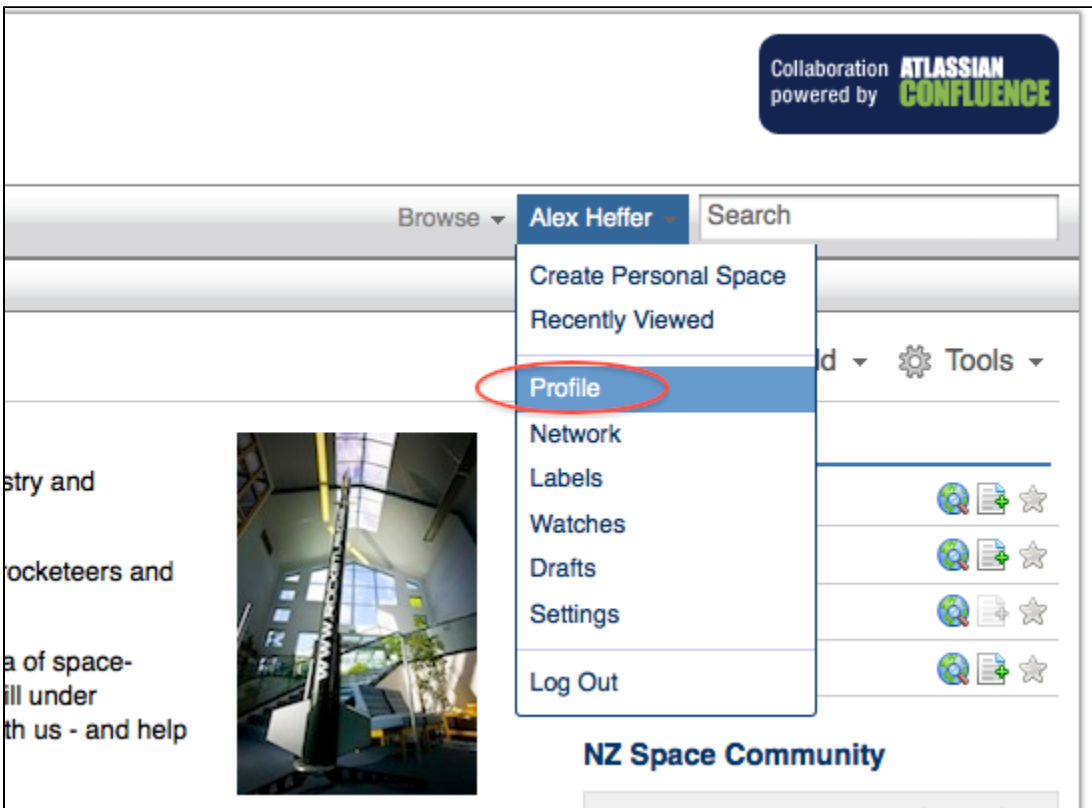 Collaboration ATLASSIAN
powered by CONFLUENCE
Browse Alex Heffer Search
Create Personal Space
Recently Viewed
ld Tools
Profile
Network
Labels
Watches
Drafts
Settings
Log Out
stry and
rocketeers and
a of space-
ill under
th us - and help
WWW.ROCKETLAB
NZ Space Community